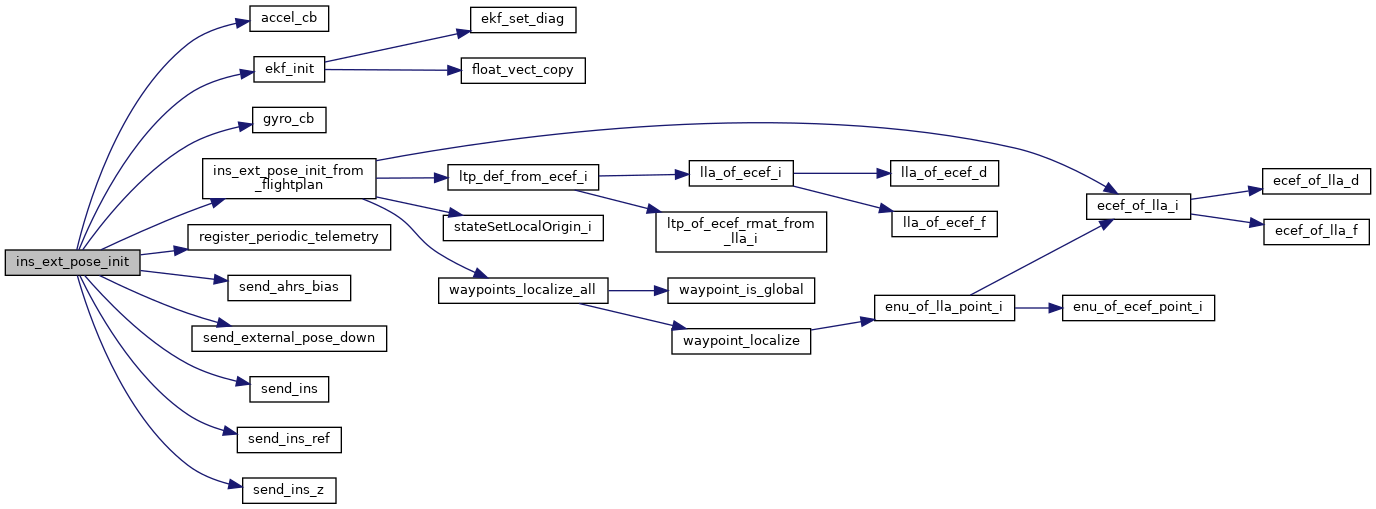 accel_cb
ekf_set_diag
ekf_init
float_vect_copy
gyro_cb
ins_ext_pose_init_from
_flightplan
ltp_def_from_ecef_i
lla_of_ecef_i
lla_of_ecef_d
ecef_of_lla_d
ecef_of_lla_i
lla_of_ecef_f
ltp_of_ecef_rmat_from
_lla_i
stateSetLocalOrigin_i
ecef_of_lla_f
register_periodic_telemetry
ins_ext_pose_init
send_ahrs_bias
waypoints_localize_all
waypoint_is_global
enu_of_lla_point_i
enu_of_ecef_point_i
send_external_pose_down
waypoint_localize
send_ins
send_ins_ref
send_ins_z